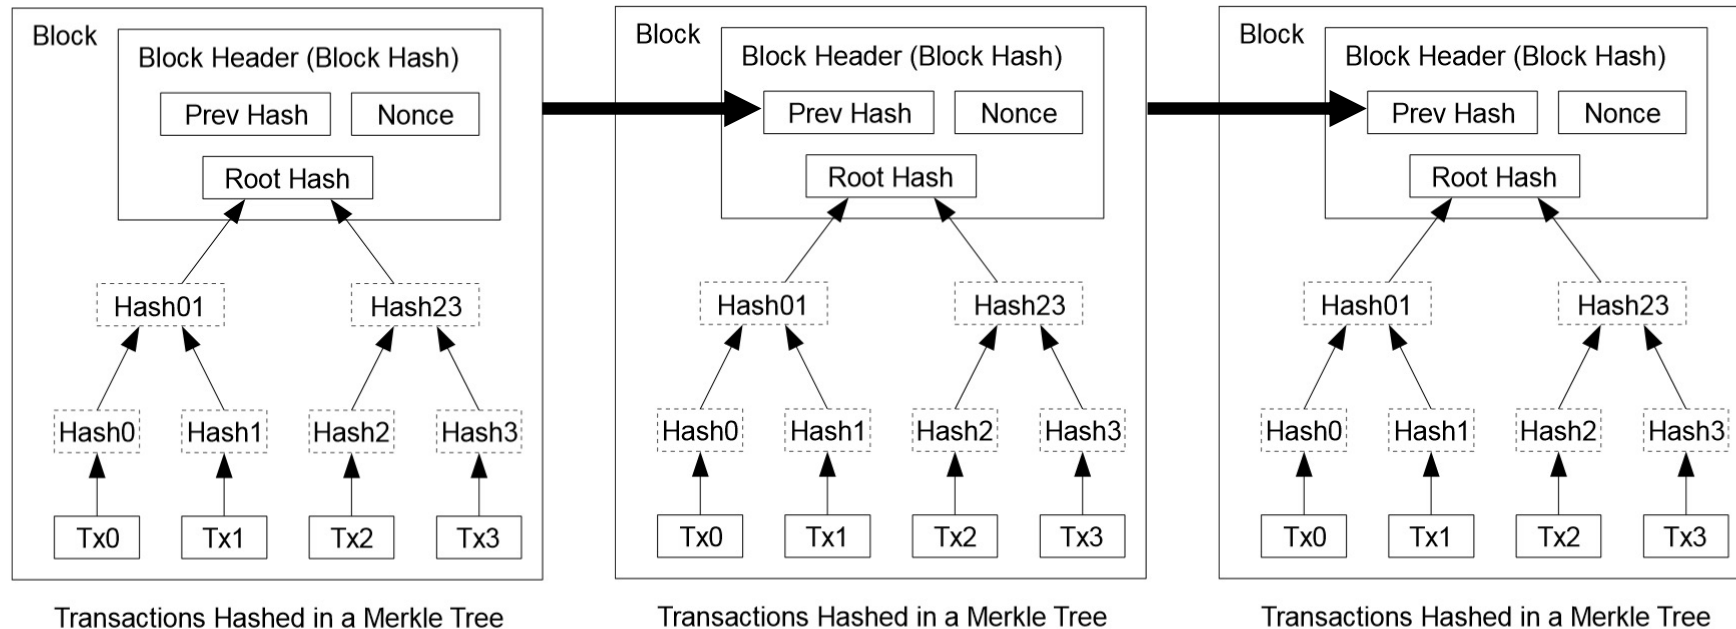 Block
Block Header (Block Hash)
Prev Hash
Nonce
Root Hash
Hash01
Hash23
Hash0
Hash1
Hash2
Hash3
Tx0
Tx1
Tx2
Tx3
Transactions Hashed in a Merkle Tree
Block
Block Header (Block Hash)
Prev Hash
Nonce
Root Hash
Hash01
Hash23
Hash0
Hash1
Hash2
Hash3
Tx0
Tx1
Tx2
Tx3
Transactions Hashed in a Merkle Tree
Block
Block Header (Block Hash)
Prev Hash
Nonce
Root Hash
Hash01
Hash23
Hash0
Hash1
Hash2
Hash3
Tx0
Tx1
Tx2
Tx3
Transactions Hashed in a Merkle Tree